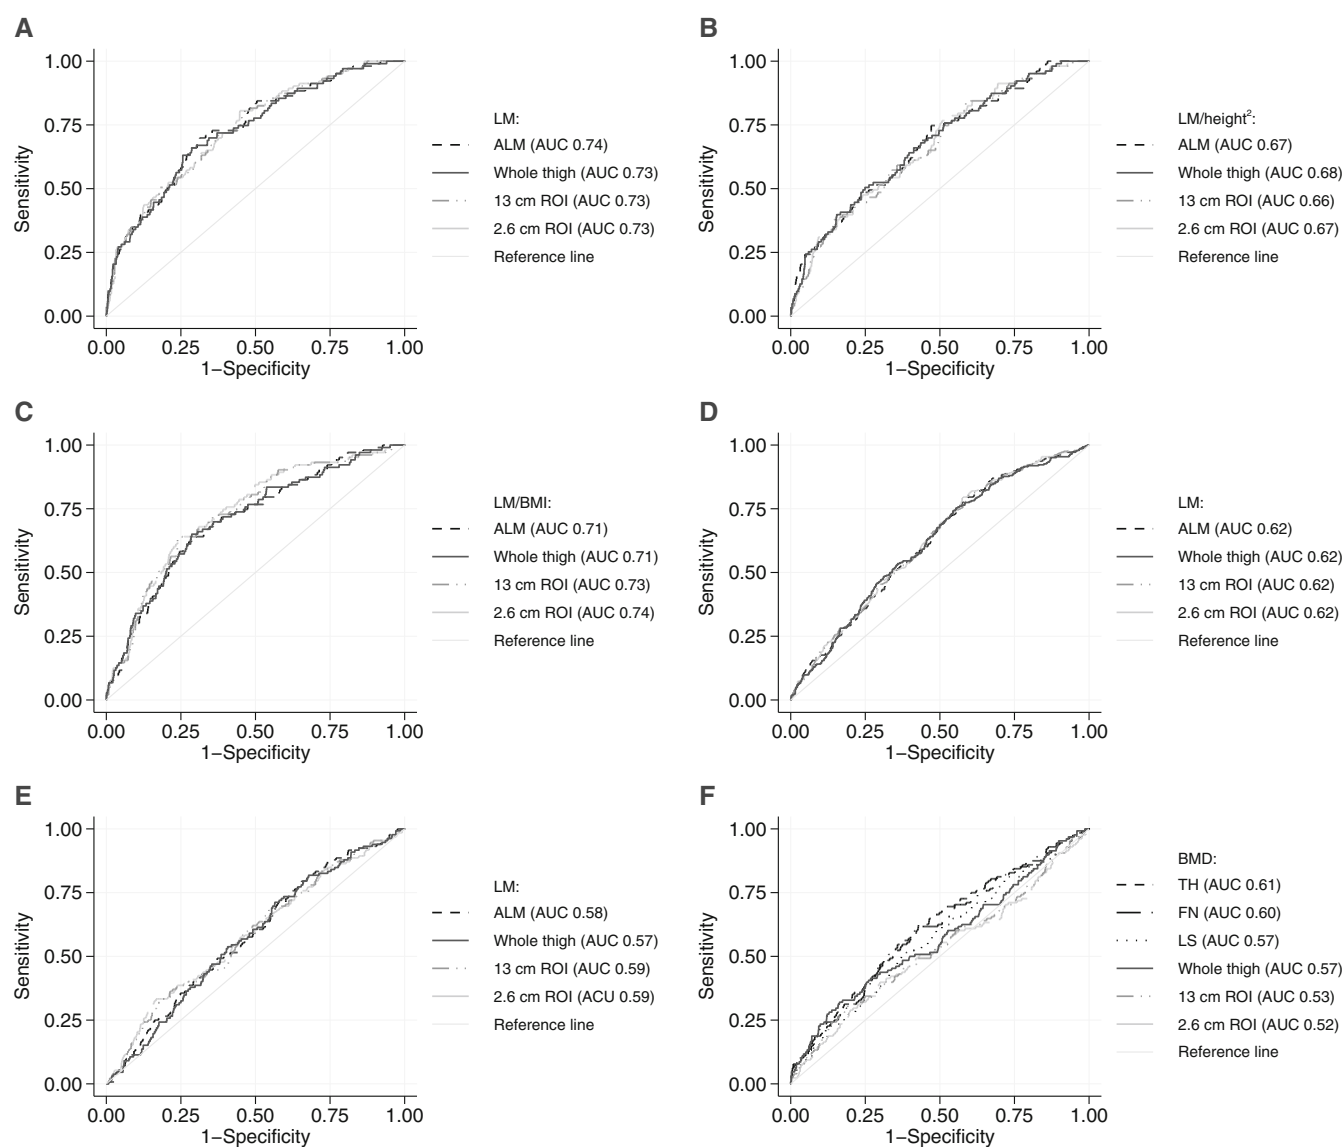 A
1.00
0.75
0.50
0.25
0.00
Sensitivity
0.00 0.25 0.50 0.75 1.00
1−Specificity
LM:
ALM (AUC 0.74)
Whole thigh (AUC 0.73)
13 cm ROI (AUC 0.73)
2.6 cm ROI (AUC 0.73)
Reference line
B
1.00
0.75
0.50
0.25
0.00
Sensitivity
0.00 0.25 0.50 0.75 1.00
1−Specificity
LM/height²:
ALM (AUC 0.67)
Whole thigh (AUC 0.68)
13 cm ROI (AUC 0.66)
2.6 cm ROI (AUC 0.67)
Reference line
C
1.00
0.75
0.50
0.25
0.00
Sensitivity
0.00 0.25 0.50 0.75 1.00
1−Specificity
LM/BMI:
ALM (AUC 0.71)
Whole thigh (AUC 0.71)
13 cm ROI (AUC 0.73)
2.6 cm ROI (AUC 0.74)
Reference line
D
1.00
0.75
0.50
0.25
0.00
Sensitivity
0.00 0.25 0.50 0.75 1.00
1−Specificity
LM:
ALM (AUC 0.62)
Whole thigh (AUC 0.62)
13 cm ROI (AUC 0.62)
2.6 cm ROI (AUC 0.62)
Reference line
E
1.00
0.75
0.50
0.25
0.00
Sensitivity
0.00 0.25 0.50 0.75 1.00
1−Specificity
LM:
ALM (AUC 0.58)
Whole thigh (AUC 0.57)
13 cm ROI (AUC 0.59)
2.6 cm ROI (ACU 0.59)
Reference line
F
1.00
0.75
0.50
0.25
0.00
Sensitivity
0.00 0.25 0.50 0.75 1.00
1−Specificity
BMD:
TH (AUC 0.61)
FN (AUC 0.60)
LS (AUC 0.57)
Whole thigh (AUC 0.57)
13 cm ROI (AUC 0.53)
2.6 cm ROI (AUC 0.52)
Reference line